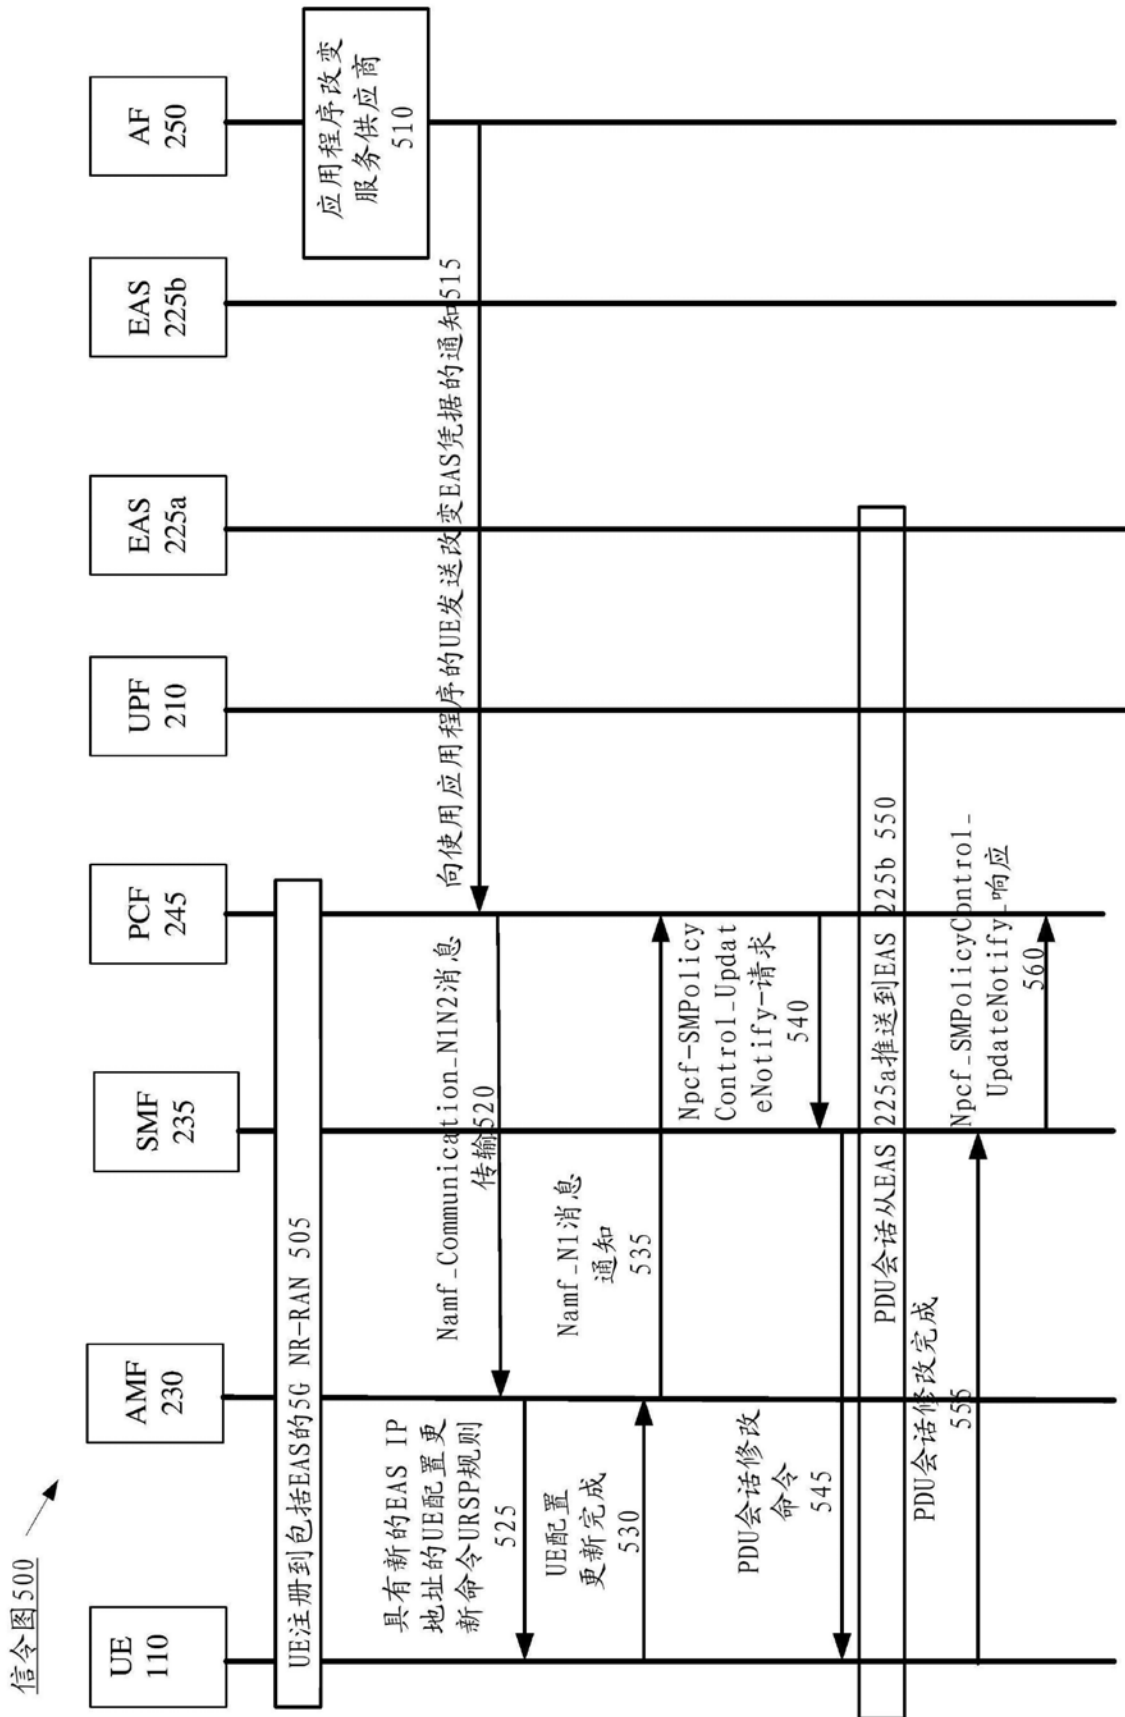 信令图500
UE
110
AMF
230
SMF
235
PCF
245
UPF
210
EAS
225a
EAS
225b
AF
250
UE注册到包括EAS的5G NR-RAN 505
应用程序改变
服务供应商
510
向使用应用程序的UE发送改变EAS凭据的通知515
Namf_Communication_N1N2消息
传输520
具有新的EAS IP
地址的UE配置更
新命令URSP规则
525
UE配置
更新完成
530
Namf_N1消息
通知
535
Npcf-SMPolicy
Control_Updat
eNotify-请求
540
PDU会话修改
命令
545
PDU会话从EAS 225a推送到EAS 225b 550
PDU会话修改完成
555
Npcf_SMPolicyControl_
UpdateNotify_响应
560